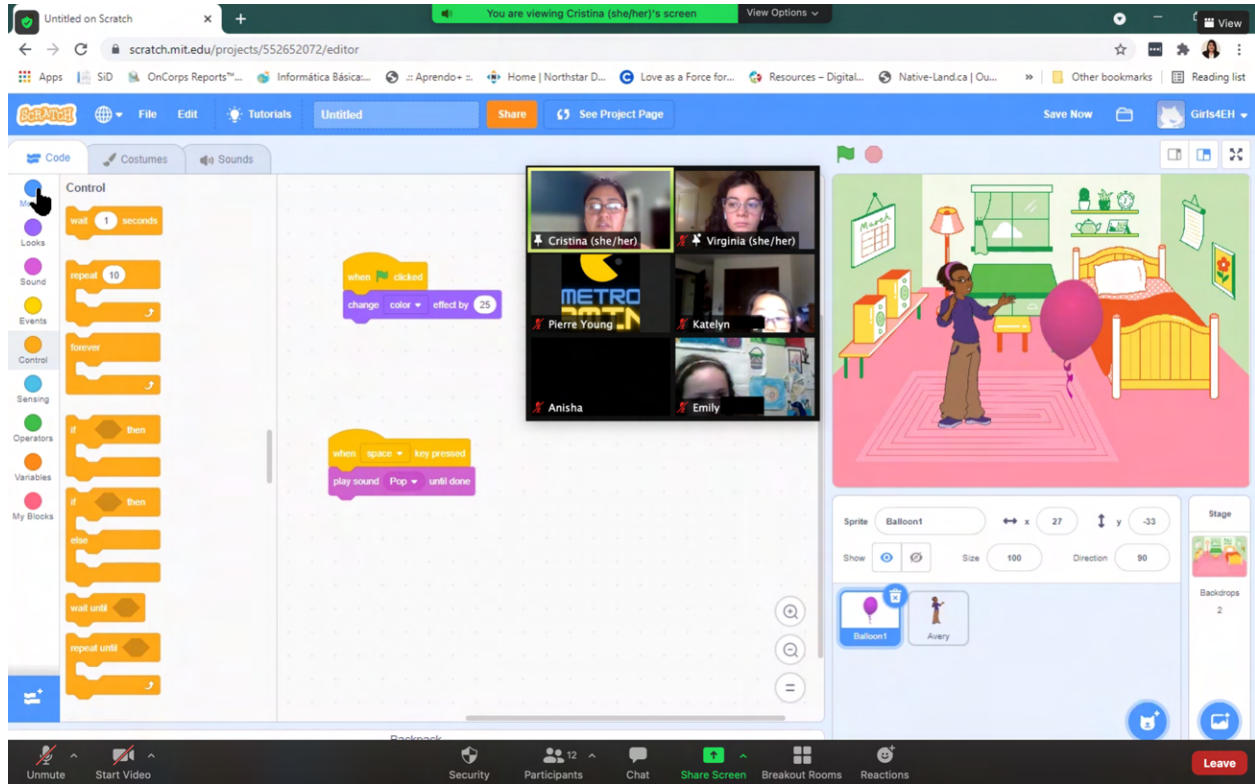 Untitled on Scratch
You are viewing Cristina (she/her)'s screen
View Options
View
scratch.mit.edu/projects/552652072/editor
Apps
SiD
OnCorps Reports™...
Informática Básica:...
.:: Aprendo+ ::.
Home | Northstar D...
Love as a Force for...
Resources – Digital...
Native-Land.ca | Ou...
»
Other bookmarks
Reading list
SCRATCH
File
Edit
Tutorials
Untitled
Share
See Project Page
Save Now
Girls4EH
Code
Costumes
Sounds
Looks
Sound
Events
Control
Sensing
Operators
Variables
My Blocks
Control
wait 1 seconds
repeat 10
forever
if then
if then
else
wait until
repeat until
when clicked
change color effect by 25
when space key pressed
play sound Pop until done
Cristina (she/her)
Virginia (she/her)
METRO
Pierre Young
Katelyn
Anisha
Emily
March
Sprite
Balloon1
x
27
y
-33
Show
Size
100
Direction
90
Balloon1
Avery
Stage
Backdrops
2
Backpack
Unmute
Start Video
Security
12
Participants
Chat
Share Screen
Breakout Rooms
Reactions
Leave